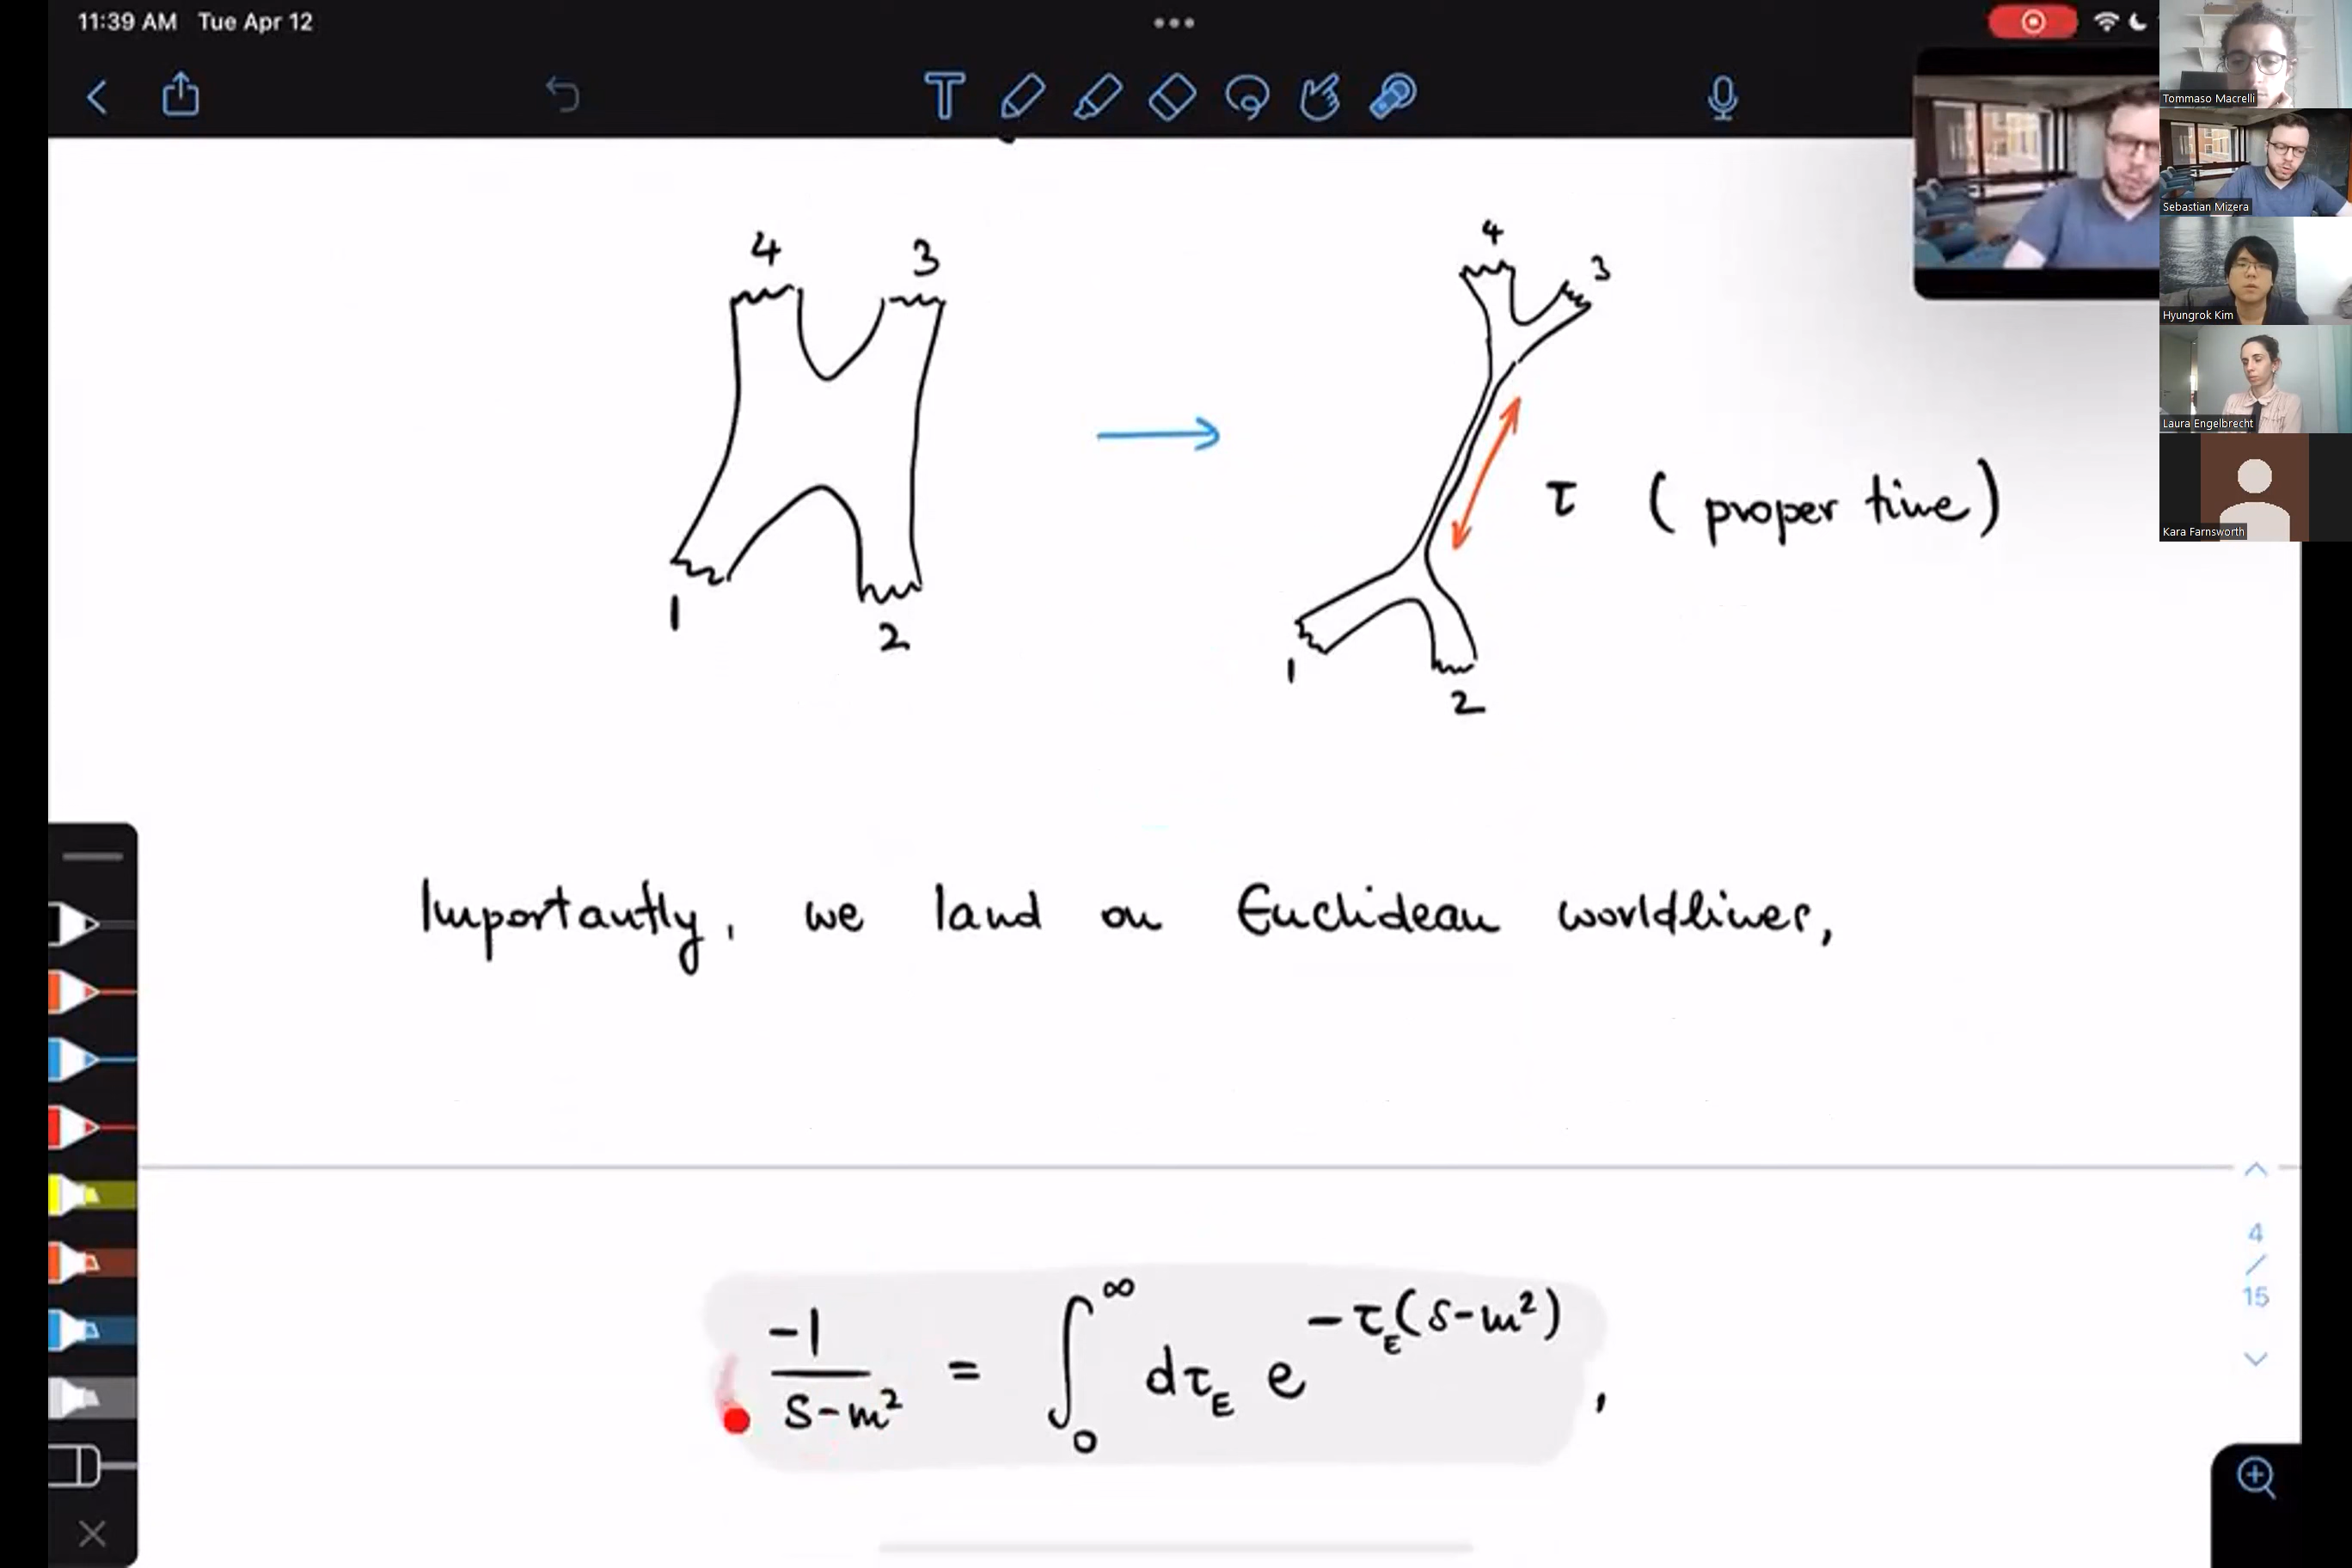 11:39 AM Tue Apr 12
Tommaso Macrelli
Sebastian Mizera
Hyungrok Kim
Laura Engelbrecht
Kara Farnsworth
4 3
1 2
4 3
1 2
τ (proper time)
Importantly, we land on Euclidean worldlines,
-1/(s-m²) = ∫₀^∞ dτ_E e^{-τ_E(s-m²)},
4
/
15